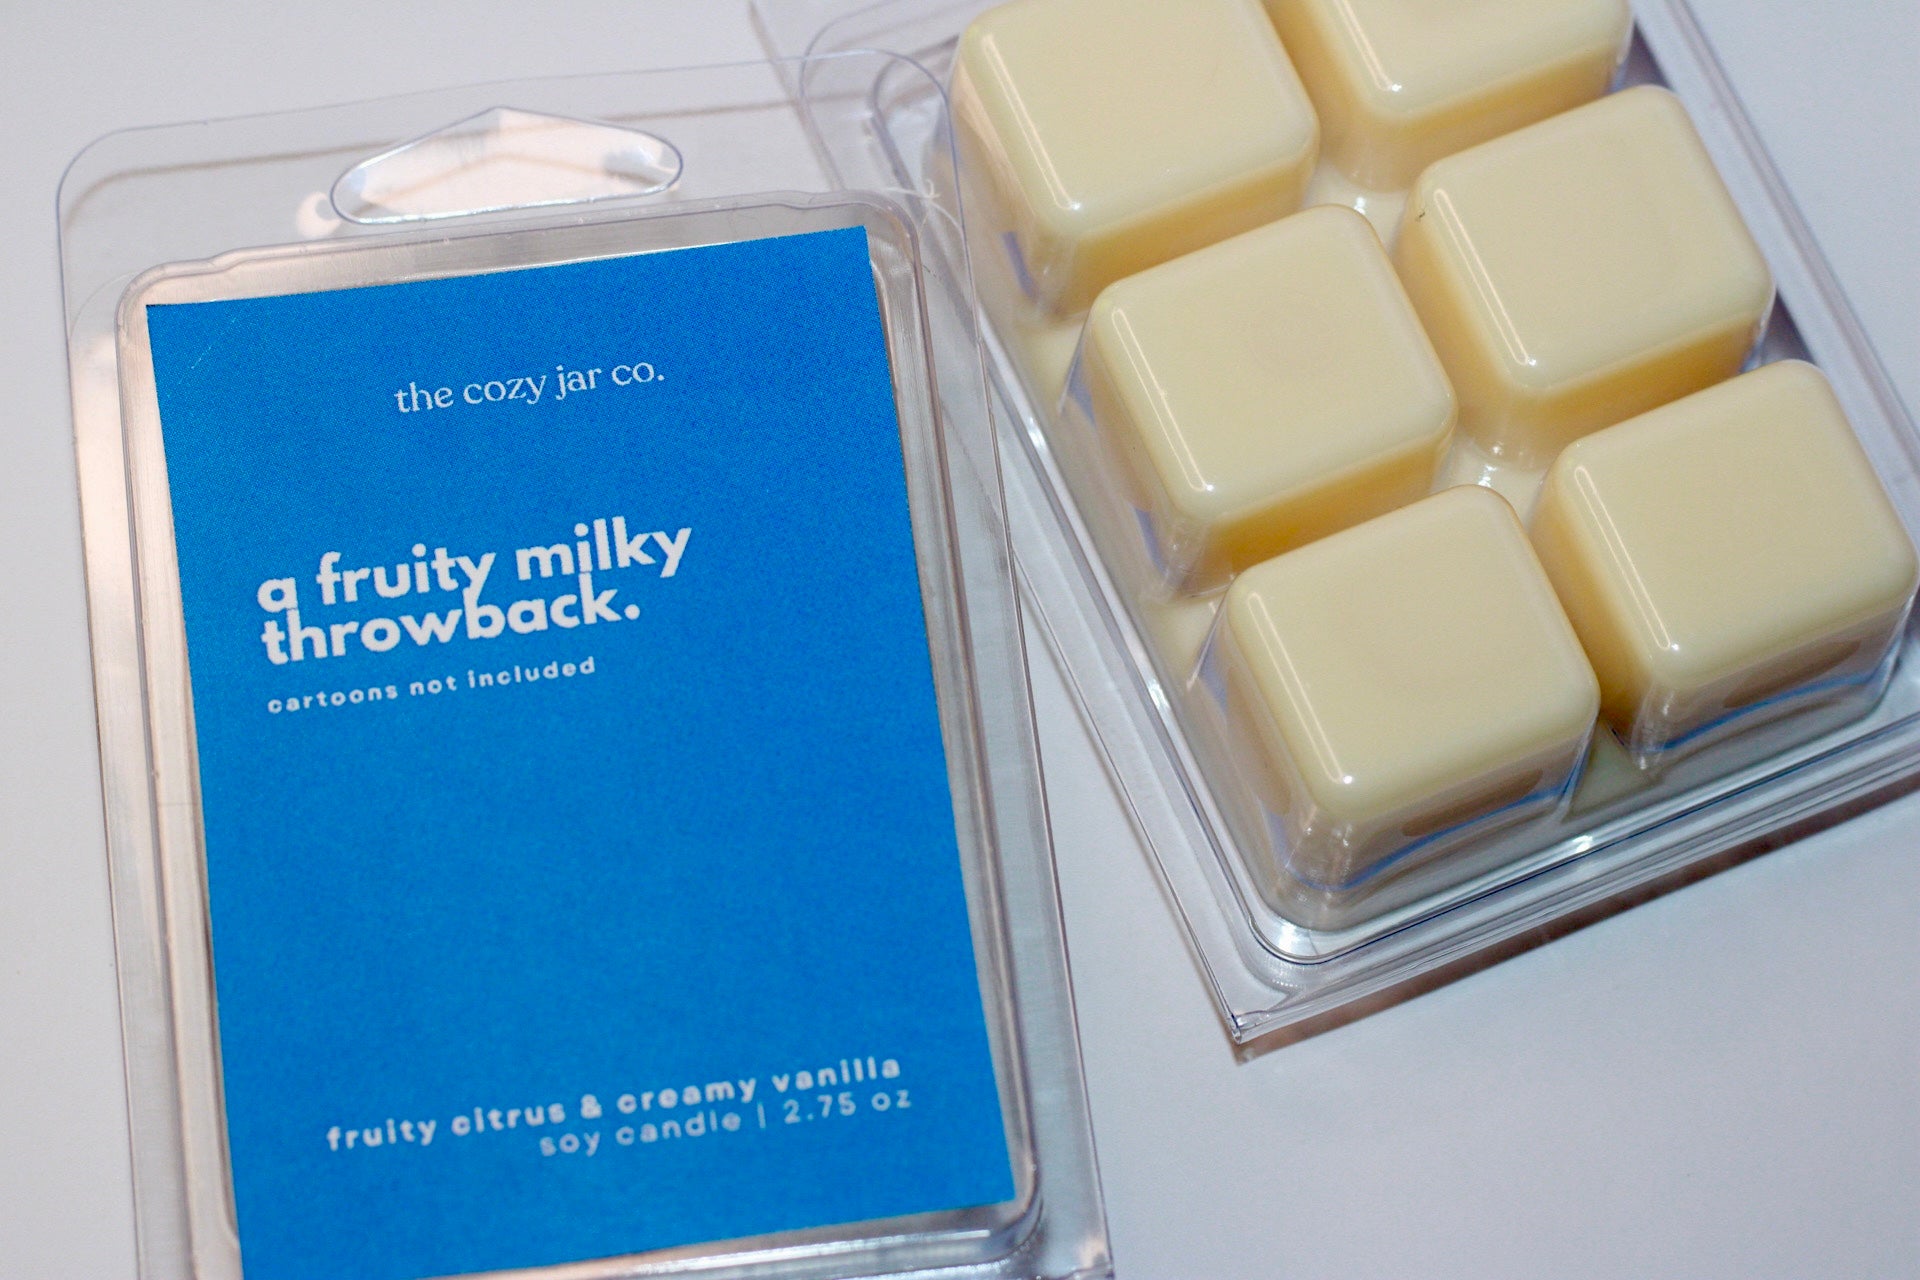 the cozy jar co.
a fruity milky
throwback.
cartoons not included
fruity citrus & creamy vanilla
soy candle | 2.75 oz